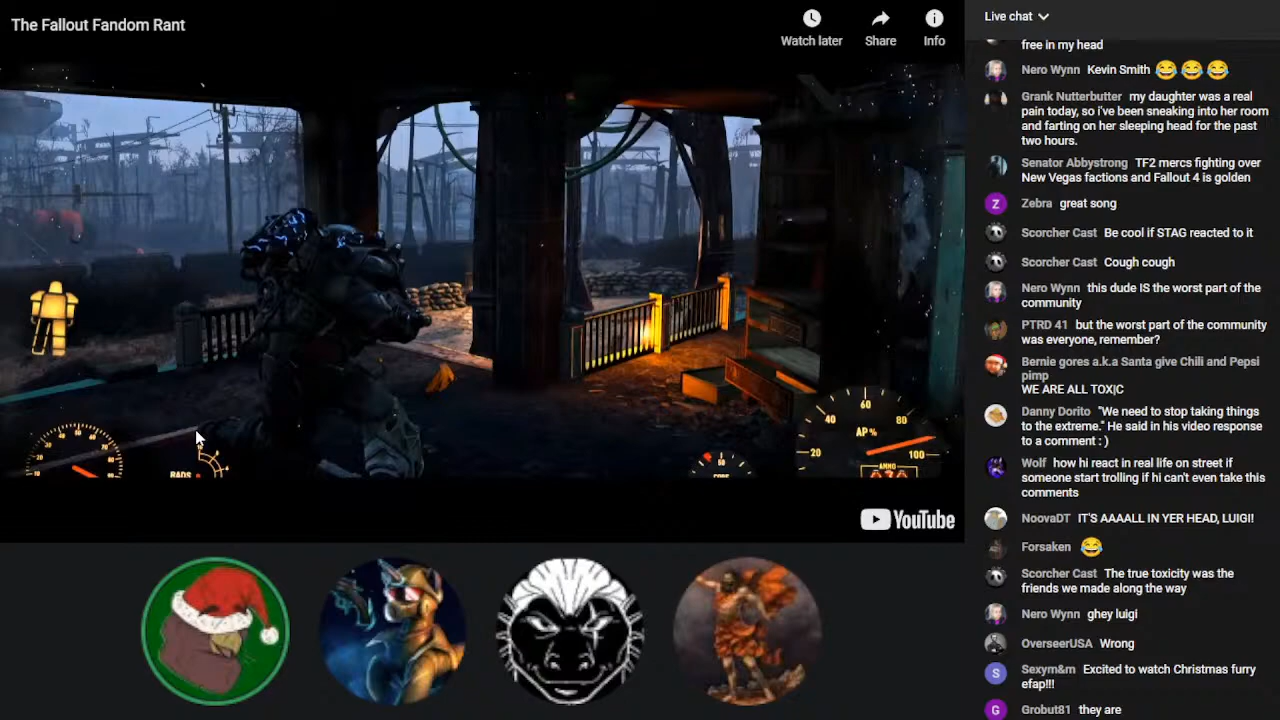 The Fallout Fandom Rant
Watch later
Share
Info
60
40
80
AP%
20
100
AMMO
RADS
50
YouTube
Live chat
free in my head
Nero Wynn Kevin Smith 😂😂😂
Grank Nutterbutter my daughter was a real
pain today, so i've been sneaking into her room
and farting on her sleeping head for the past
two hours.
Senator Abbystrong TF2 mercs fighting over
New Vegas factions and Fallout 4 is golden
Z
Zebra great song
Scorcher Cast Be cool if STAG reacted to it
Scorcher Cast Cough cough
Nero Wynn this dude IS the worst part of the
community
PTRD 41 but the worst part of the community
was everyone, remember?
Bernie gores a.k.a Santa give Chili and Pepsi
pimp
WE ARE ALL TOX|C
Danny Dorito "We need to stop taking things
to the extreme." He said in his video response
to a comment : )
Wolf how hi react in real life on street if
someone start trolling if hi can't even take this
comments
NoovaDT IT'S AAAALL IN YER HEAD, LUIGI!
Forsaken 😂
Scorcher Cast The true toxicity was the
friends we made along the way
Nero Wynn ghey luigi
OverseerUSA Wrong
S
Sexym&m Excited to watch Christmas furry
efap!!!
G
Grobut81 they are